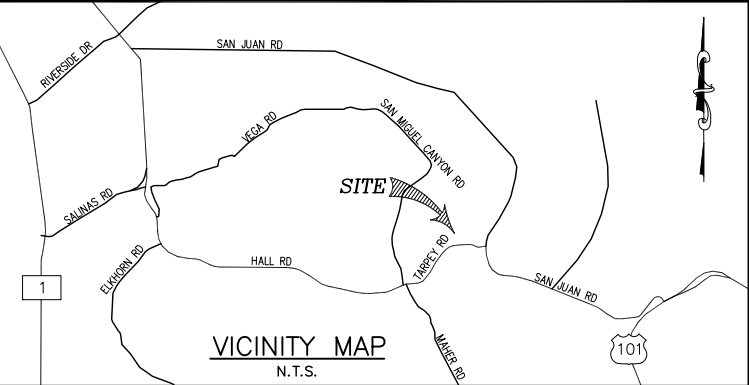 SAN JUAN RD
RIVERSIDE DR
VEGA RD
SAN MIGUEL CANYON RD
SITE
SALINAS RD
TARPEY RD
ELKHORN RD
HALL RD
SAN JUAN RD
1
MAHER RD
101
VICINITY MAP
N.T.S.